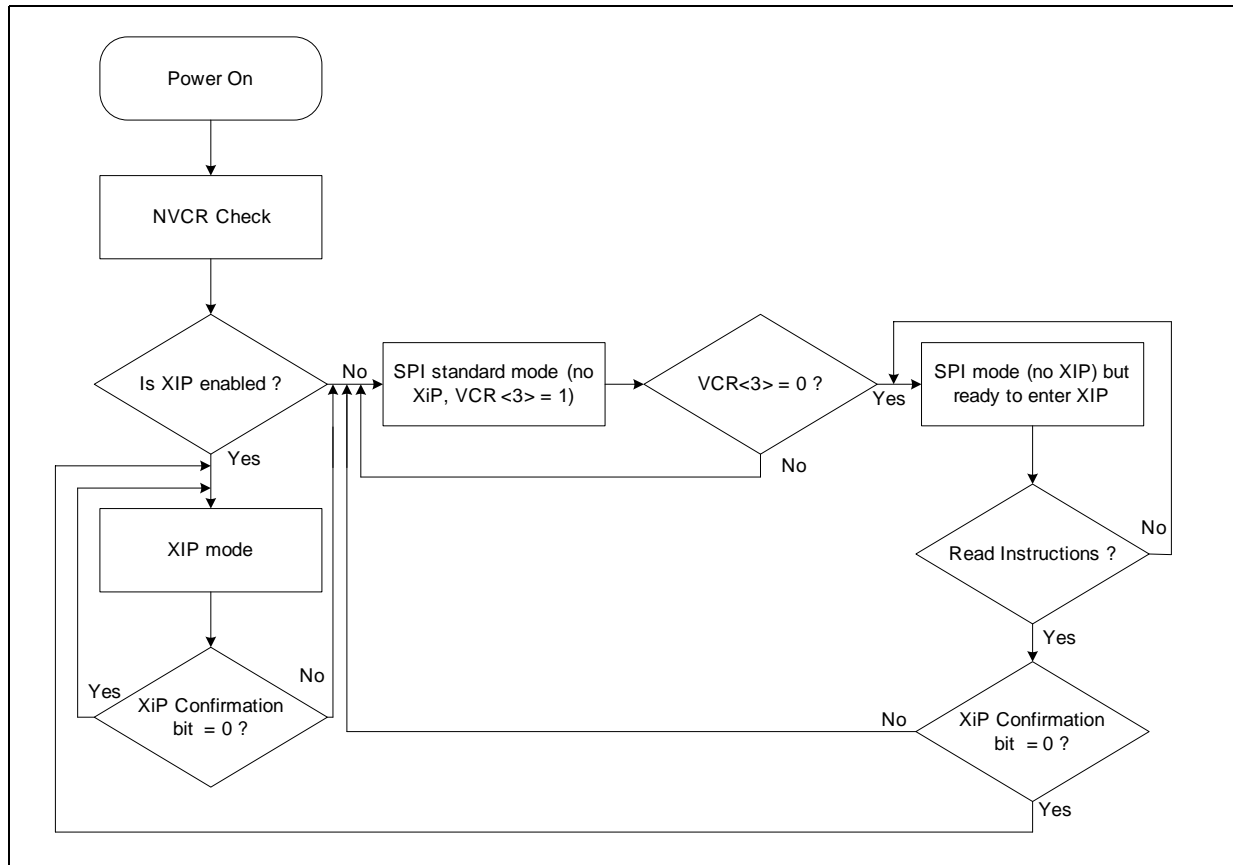 Power On
NVCR Check
Is XIP enabled ?
No
SPI standard mode (no
XiP, VCR <3> = 1)
VCR<3> = 0 ?
Yes
SPI mode (no XIP) but
ready to enter XIP
Yes
No
No
XIP mode
Read Instructions ?
Yes
Yes
No
XiP Confirmation
bit = 0 ?
No
XiP Confirmation
bit = 0 ?
Yes